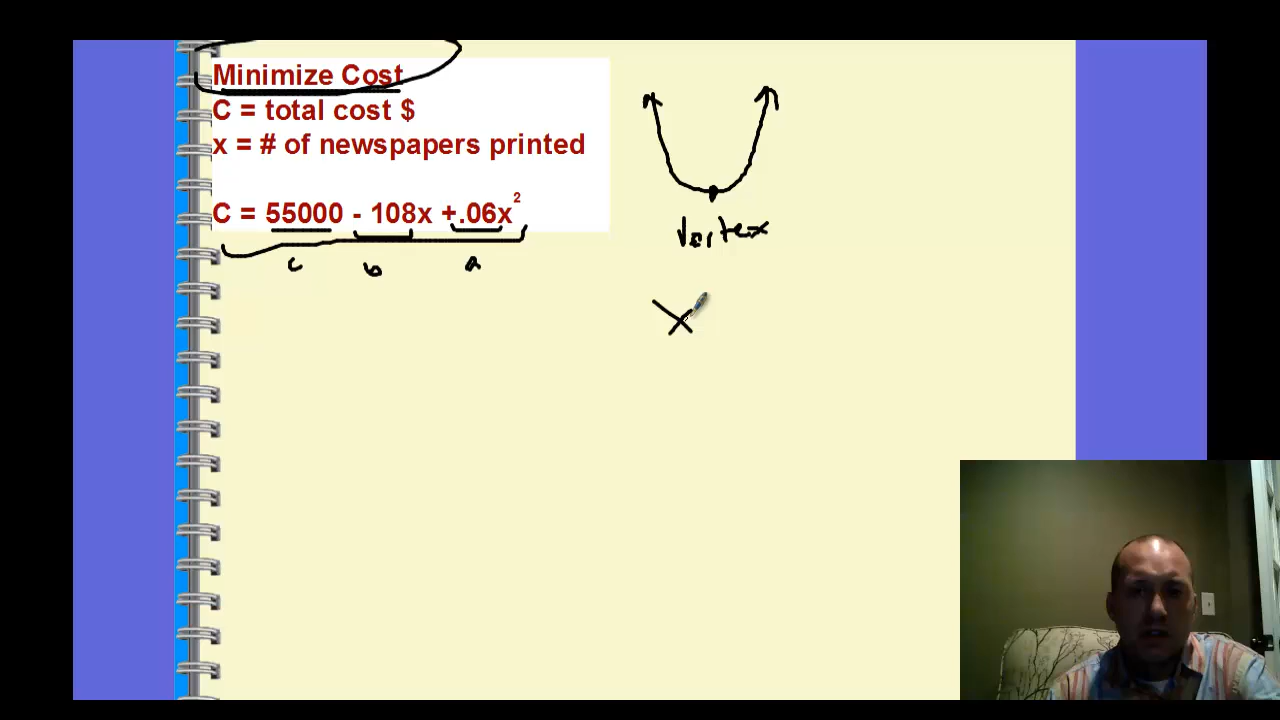 Minimize Cost
C = total cost $
x = # of newspapers printed
C = 55000 - 108x +.06x²
c b a
Vertex
x